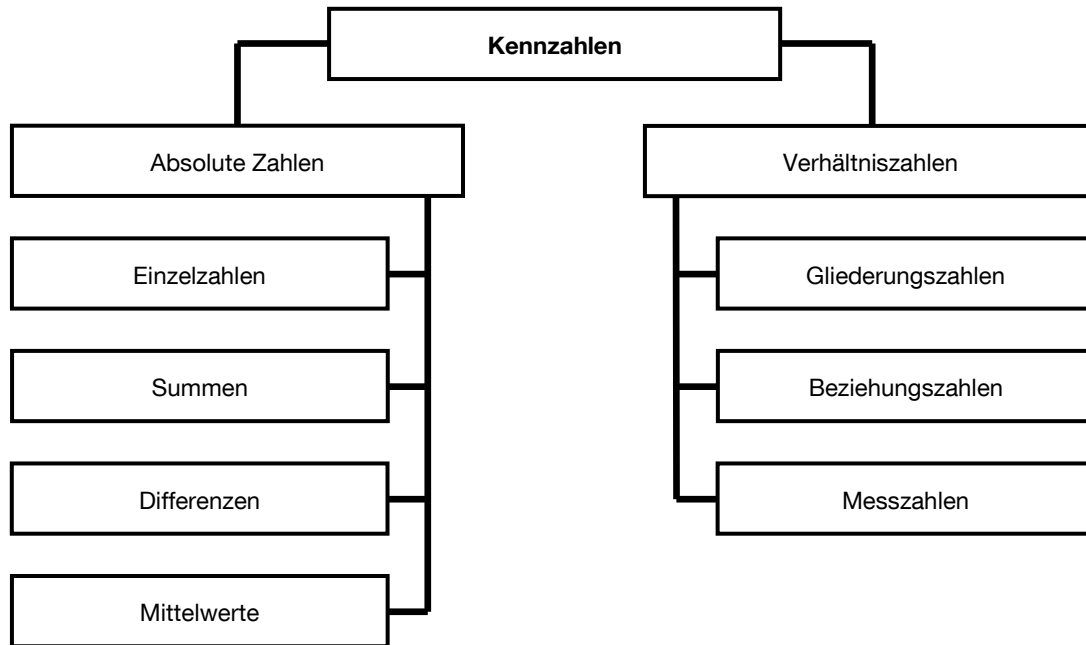 Kennzahlen
Absolute Zahlen
Verhältniszahlen
Einzelzahlen
Gliederungszahlen
Summen
Beziehungszahlen
Differenzen
Messzahlen
Mittelwerte